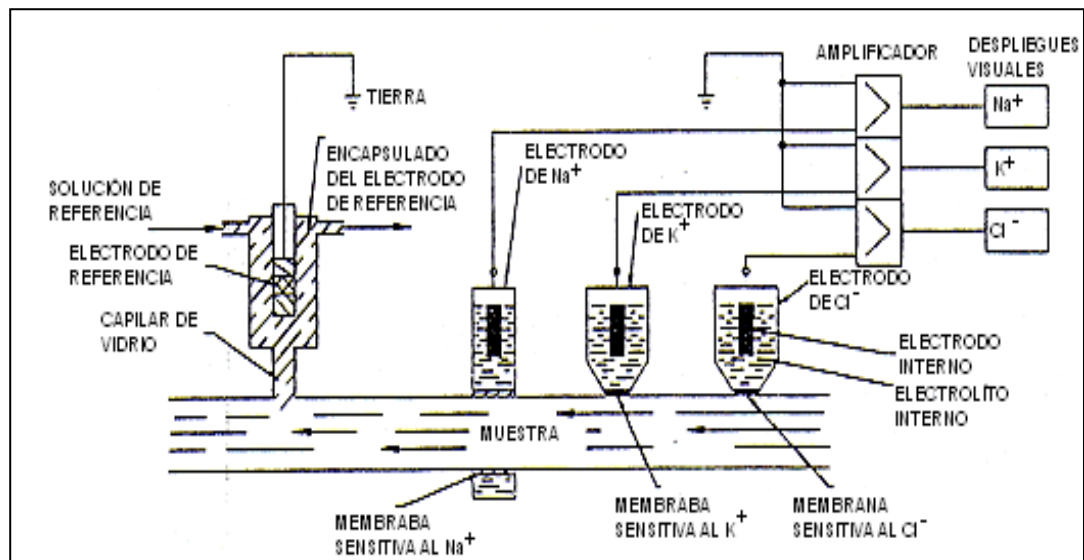 AMPLIFICADOR
DESPLIEGUES
VISUALES
TIERRA
Na+
ENCAPSULADO
DEL ELECTRODO
DE REFERENCIA
ELECTRODO
DE Na+
K+
SOLUCIÓN DE
REFERENCIA
ELECTRODO
DE K+
Cl-
ELECTRODO DE
REFERENCIA
ELECTRODO
DE Cl-
CAPILAR DE
VIDRIO
ELECTRODO
INTERNO
ELECTROLÍTO
INTERNO
MUESTRA
MEMBRABA
SENSITIVA AL Na+
MEMBRABA
SENSITIVA AL K+
MEMBRANA
SENSITIVA AL Cl-